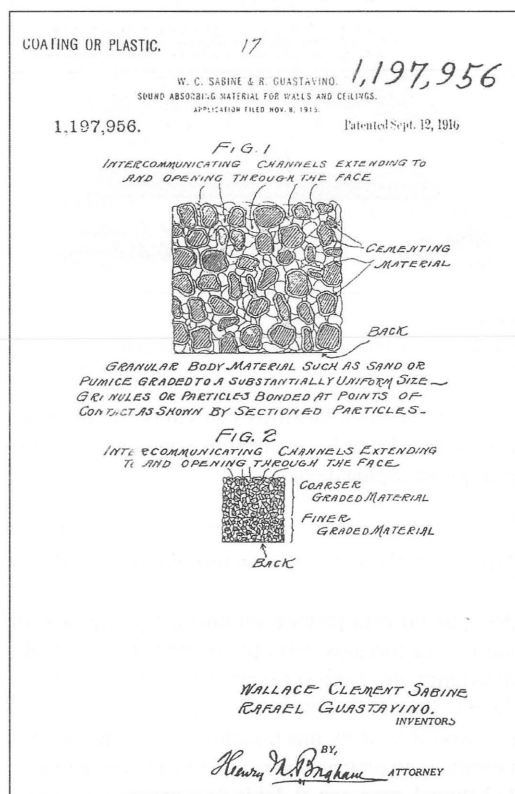 COATING OR PLASTIC.
17
W. C. SABINE & R. GUASTAVINO.
1,197,956
SOUND ABSORBING MATERIAL FOR WALLS AND CEILINGS.
APPLICATION FILED NOV. 8, 1915.
1,197,956.
Patented Sept. 12, 1916
FIG. 1
INTERCOMMUNICATING CHANNELS EXTENDING TO
AND OPENING THROUGH THE FACE
CEMENTING
MATERIAL
BACK
GRANULAR BODY MATERIAL SUCH AS SAND OR
PUMICE GRADED TO A SUBSTANTIALLY UNIFORM SIZE
GRINULES OR PARTICLES BONDED AT POINTS OF
CONTACT AS SHOWN BY SECTIONED PARTICLES.
FIG. 2
INTERCOMMUNICATING CHANNELS EXTENDING
TO AND OPENING THROUGH THE FACE
COARSER
GRADED MATERIAL
FINER
GRADED MATERIAL
BACK
WALLACE CLEMENT SABINE
RAFAEL GUASTAVINO.
INVENTORS
BY,
Henry M. Brigham
ATTORNEY